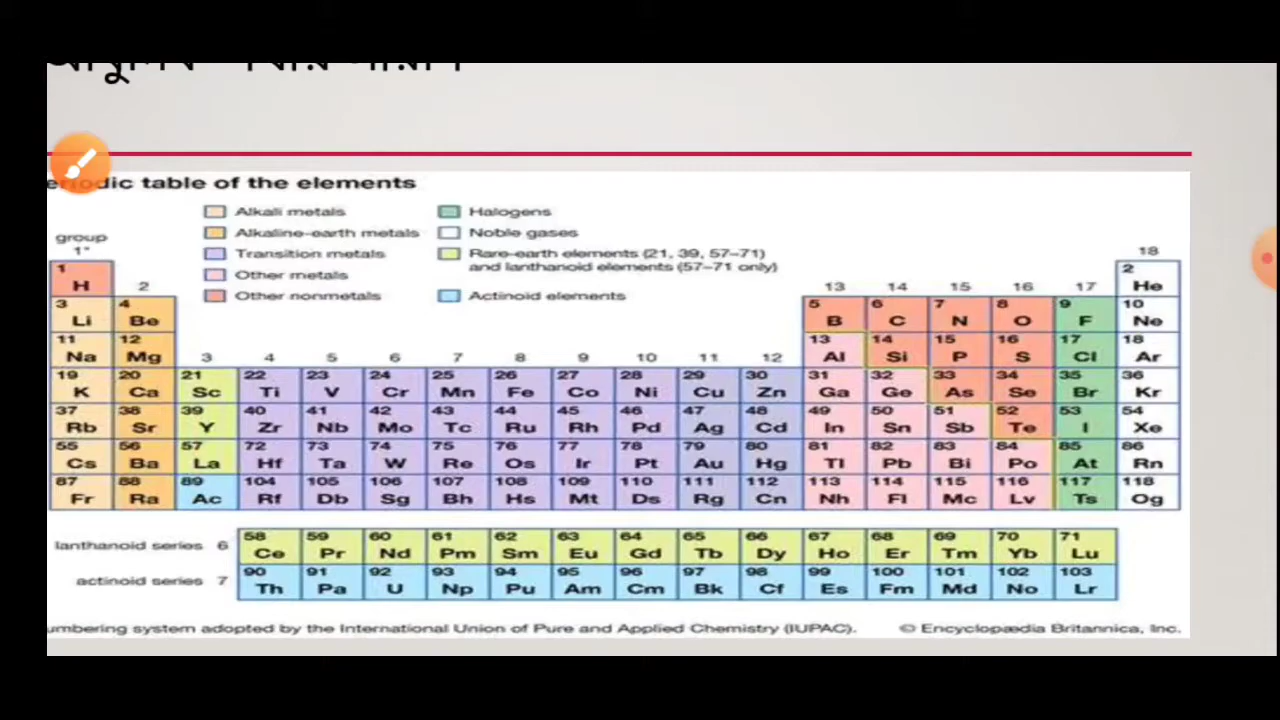 eriodic table of the elements
Alkali metals
Halogens
Alkaline-earth metals
Noble gases
Transition metals
Rare-earth elements (21, 39, 57–71)
and lanthanoid elements (57–71 only)
Other metals
Other nonmetals
Actinoid elements
group
1* 18
1 2
H He
2 13 14 15 16 17
3 4 5 6 7 8 9 10
Li Be B C N O F Ne
11 12 13 14 15 16 17 18
Na Mg Al Si P S Cl Ar
3 4 5 6 7 8 9 10 11 12
19 20 21 22 23 24 25 26 27 28 29 30 31 32 33 34 35 36
K Ca Sc Ti V Cr Mn Fe Co Ni Cu Zn Ga Ge As Se Br Kr
37 38 39 40 41 42 43 44 45 46 47 48 49 50 51 52 53 54
Rb Sr Y Zr Nb Mo Tc Ru Rh Pd Ag Cd In Sn Sb Te I Xe
55 56 57 72 73 74 75 76 77 78 79 80 81 82 83 84 85 86
Cs Ba La Hf Ta W Re Os Ir Pt Au Hg Tl Pb Bi Po At Rn
87 88 89 104 105 106 107 108 109 110 111 112 113 114 115 116 117 118
Fr Ra Ac Rf Db Sg Bh Hs Mt Ds Rg Cn Nh Fl Mc Lv Ts Og
lanthanoid series 6
58 59 60 61 62 63 64 65 66 67 68 69 70 71
Ce Pr Nd Pm Sm Eu Gd Tb Dy Ho Er Tm Yb Lu
actinoid series 7
90 91 92 93 94 95 96 97 98 99 100 101 102 103
Th Pa U Np Pu Am Cm Bk Cf Es Fm Md No Lr
umbering system adopted by the International Union of Pure and Applied Chemistry (IUPAC).
© Encyclopædia Britannica, Inc.